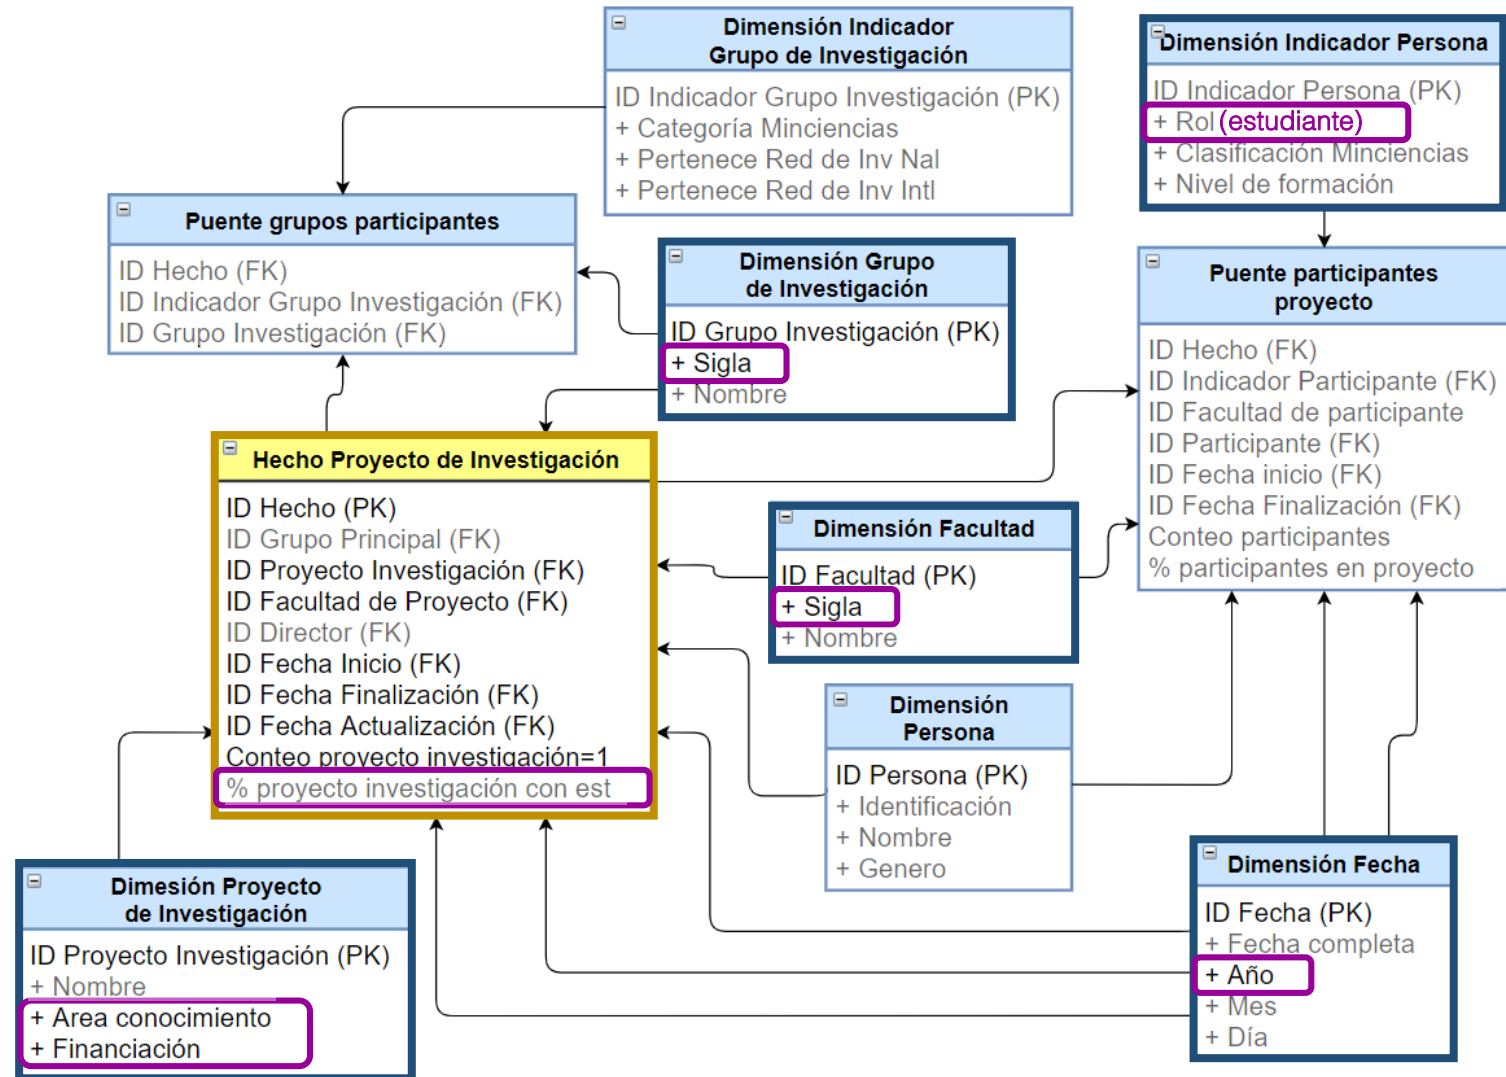 Dimensión Indicador
Grupo de Investigación
ID Indicador Grupo Investigación (PK)
+ Categoría Minciencias
+ Pertenece Red de Inv Nal
+ Pertenece Red de Inv Intl
Dimensión Indicador Persona
ID Indicador Persona (PK)
+ Rol (estudiante)
+ Clasificación Minciencias
+ Nivel de formación
Puente grupos participantes
ID Hecho (FK)
ID Indicador Grupo Investigación (FK)
ID Grupo Investigación (FK)
Dimensión Grupo
de Investigación
ID Grupo Investigación (PK)
+ Sigla
+ Nombre
Puente participantes
proyecto
ID Hecho (FK)
ID Indicador Participante (FK)
ID Facultad de participante
ID Participante (FK)
ID Fecha inicio (FK)
ID Fecha Finalización (FK)
Conteo participantes
% participantes en proyecto
Hecho Proyecto de Investigación
ID Hecho (PK)
ID Grupo Principal (FK)
ID Proyecto Investigación (FK)
ID Facultad de Proyecto (FK)
ID Director (FK)
ID Fecha Inicio (FK)
ID Fecha Finalización (FK)
ID Fecha Actualización (FK)
Conteo proyecto investigación=1
% proyecto investigación con est
Dimensión Facultad
ID Facultad (PK)
+ Sigla
+ Nombre
Dimensión
Persona
ID Persona (PK)
+ Identificación
+ Nombre
+ Genero
Dimesión Proyecto
de Investigación
ID Proyecto Investigación (PK)
+ Nombre
+ Area conocimiento
+ Financiación
Dimensión Fecha
ID Fecha (PK)
+ Fecha completa
+ Año
+ Mes
+ Día